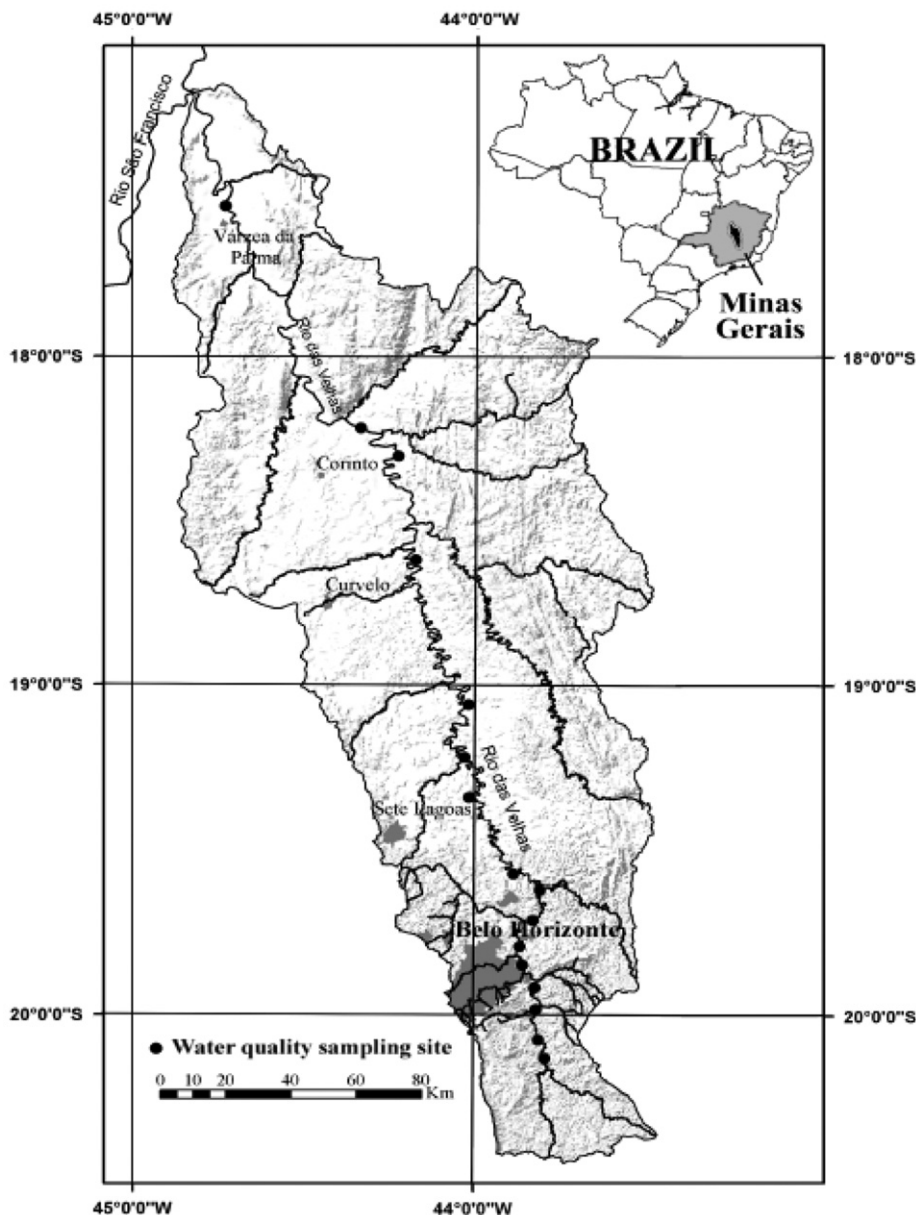 45°0'0"W
44°0'0"W
Rio São Francisco
BRAZIL
Várzea da
Palma
Minas
Gerais
18°0'0"S
18°0'0"S
Rio das Velhas
Corinto
Curvelo
19°0'0"S
19°0'0"S
Rio das Velhas
Sete Lagoas
Belo Horizonte
20°0'0"S
20°0'0"S
Water quality sampling site
0 10 20 40 60 80
Km
45°0'0"W
44°0'0"W